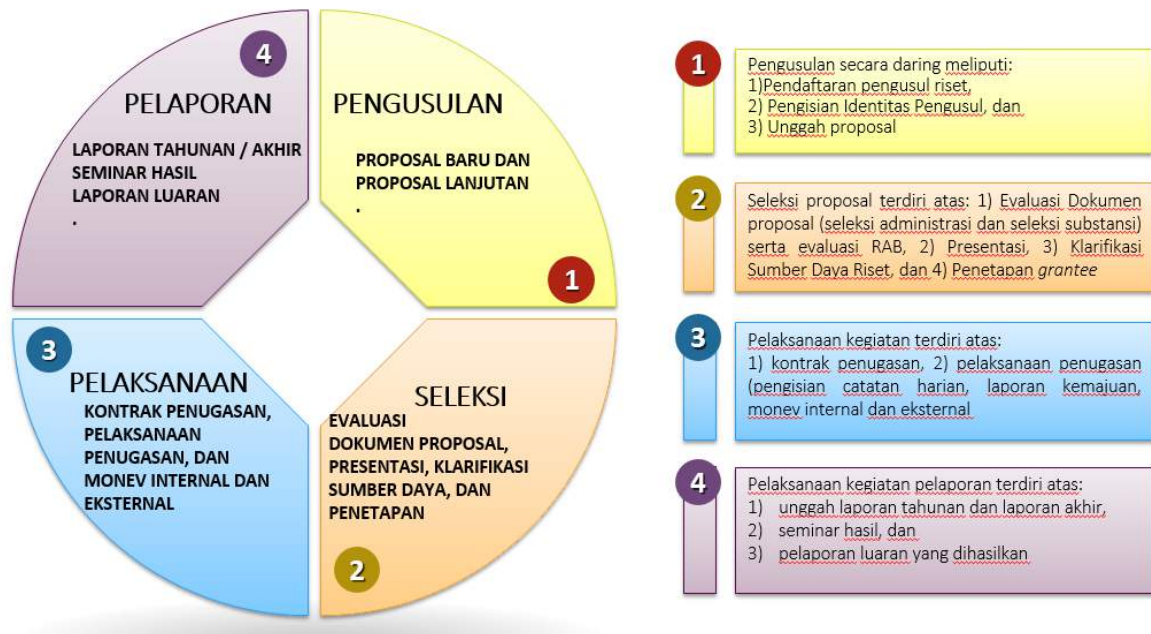 4
PELAPORAN
LAPORAN TAHUNAN / AKHIR
SEMINAR HASIL
LAPORAN LUARAN
.
PENGUSULAN
PROPOSAL BARU DAN
PROPOSAL LANJUTAN
.
1
3
PELAKSANAAN
KONTRAK PENUGASAN,
PELAKSANAAN
PENUGASAN, DAN
MONEV INTERNAL DAN
EKSTERNAL
SELEKSI
EVALUASI
DOKUMEN PROPOSAL,
PRESENTASI, KLARIFIKASI
SUMBER DAYA, DAN
PENETAPAN
2
1
Pengusulan secara daring meliputi:
1)Pendaftaran pengusul riset,
2) Pengisian Identitas Pengusul, dan
3) Unggah proposal
2
Seleksi proposal terdiri atas: 1) Evaluasi Dokumen
proposal (seleksi administrasi dan seleksi substansi)
serta evaluasi RAB, 2) Presentasi, 3) Klarifikasi
Sumber Daya Riset, dan 4) Penetapan grantee
3
Pelaksanaan kegiatan terdiri atas:
1) kontrak penugasan, 2) pelaksanaan penugasan
(pengisian catatan harian, laporan kemajuan,
monev internal dan eksternal
4
Pelaksanaan kegiatan pelaporan terdiri atas:
1) unggah laporan tahunan dan laporan akhir,
2) seminar hasil, dan
3) pelaporan luaran yang dihasilkan